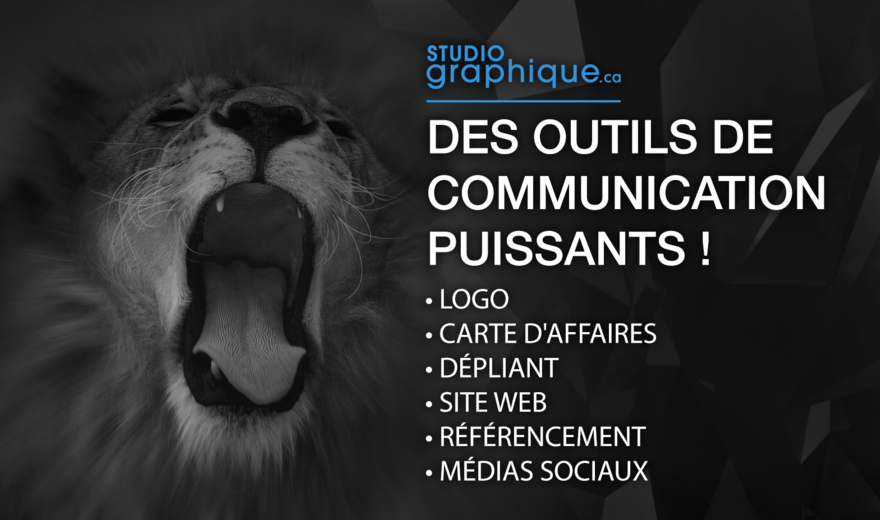 STUDIO
graphique.ca
DES OUTILS DE
COMMUNICATION
PUISSANTS !
• LOGO
• CARTE D'AFFAIRES
• DÉPLIANT
• SITE WEB
• RÉFÉRENCEMENT
• MÉDIAS SOCIAUX